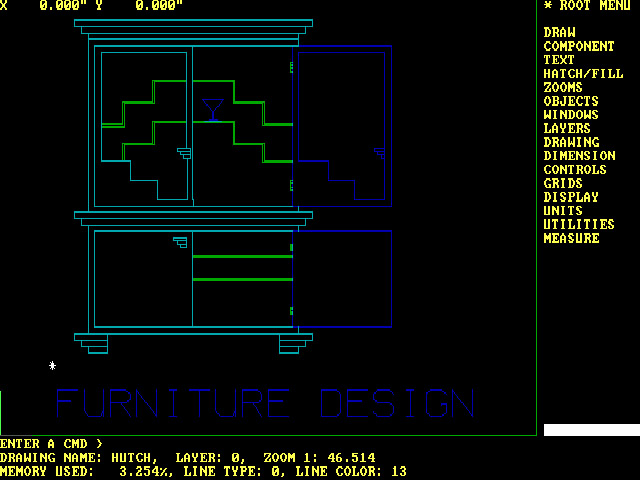 X    0.000" Y    0.000"
* ROOT MENU
DRAW
COMPONENT
TEXT
HATCH/FILL
ZOOMS
OBJECTS
WINDOWS
LAYERS
DRAWING
DIMENSION
CONTROLS
GRIDS
DISPLAY
UNITS
UTILITIES
MEASURE
FURNITURE DESIGN
ENTER A CMD >
DRAWING NAME: HUTCH,  LAYER: 0,  ZOOM 1: 46.514
MEMORY USED:   3.254%, LINE TYPE: 0, LINE COLOR: 13